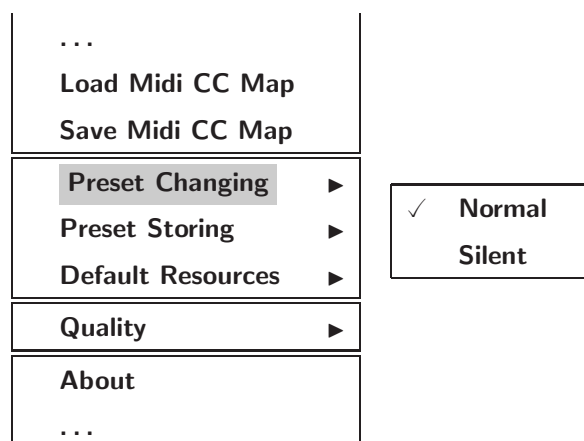 ...
Load Midi CC Map
Save Midi CC Map
Preset Changing ▶
Preset Storing ▶
Default Resources ▶
Quality ▶
About
...
✓ Normal
Silent